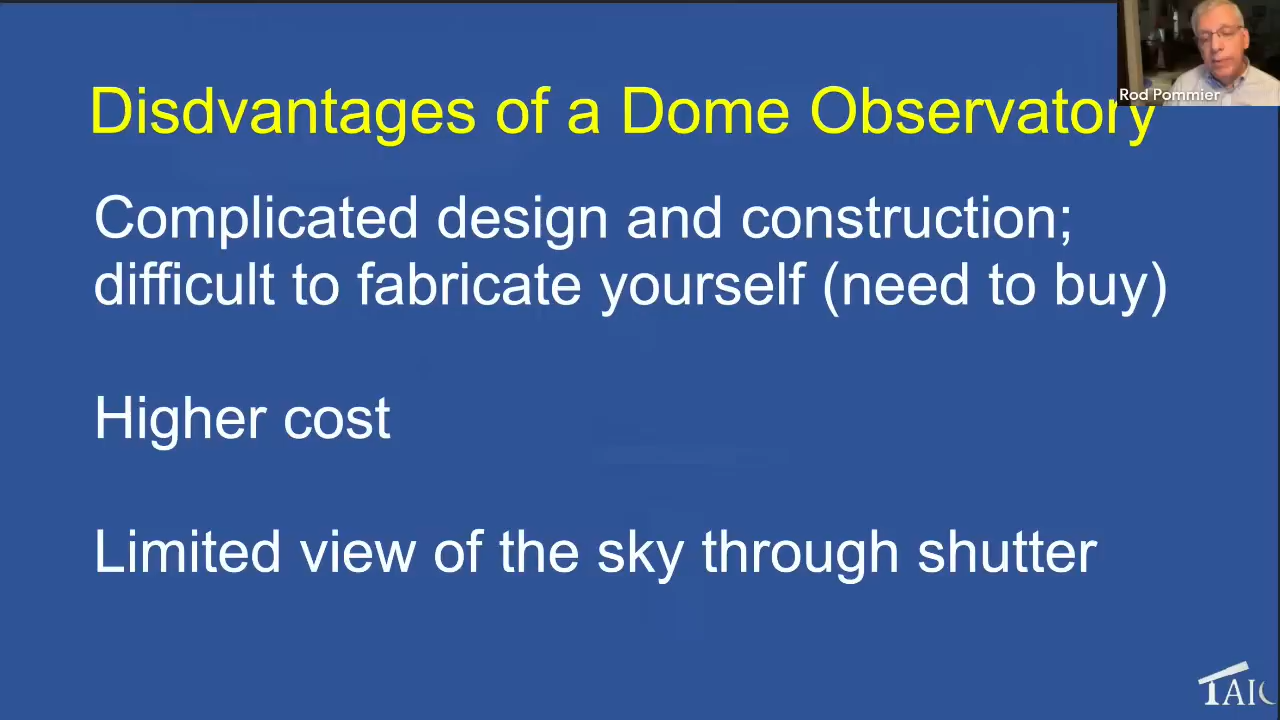 Rod Pommier
Disdvantages of a Dome Observatory
Complicated design and construction;
difficult to fabricate yourself (need to buy)
Higher cost
Limited view of the sky through shutter
TAIC